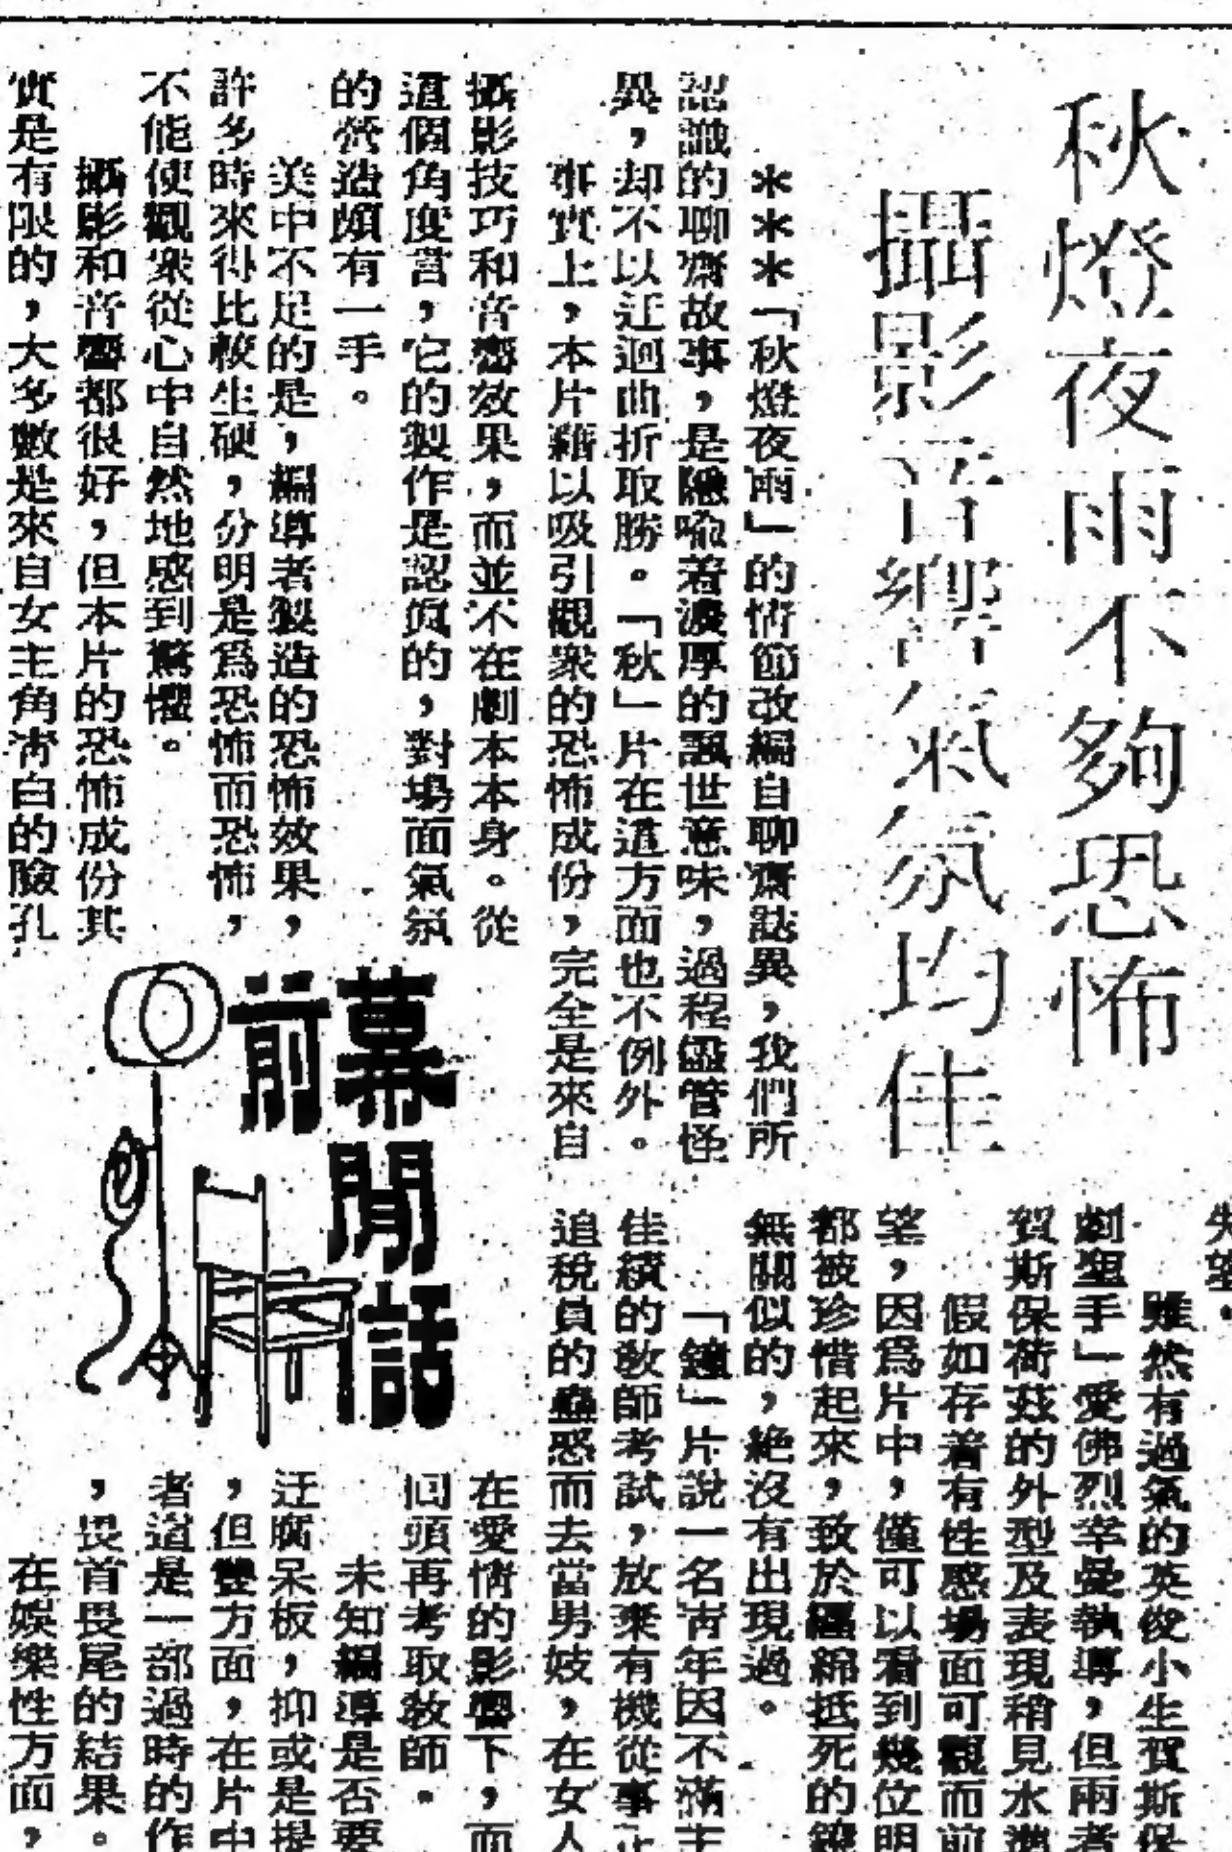 秋燈夜雨不夠恐怖
攝影音響氣氛均佳
＊＊＊「秋燈夜雨」的情節改編自聊齋誌異，我們所
認識的聊齋故事，是隱喻着濃厚的諷世意味，過程儘管怪
異，却不以迂迴曲折取勝。「秋」片在這方面也不例外。
事實上，本片藉以吸引觀衆的恐怖成份，完全是來自
攝影技巧和音響效果，而並不在劇本本身。從
這個角度言，它的製作是認眞的，對場面氣氛
的營造頗有一手。
美中不足的是，編導者製造的恐怖效果，
許多時來得比較生硬，分明是爲恐怖而恐怖，
不能使觀衆從心中自然地感到驚懼。
攝影和音響都很好，但本片的恐怖成份其
實是有限的，大多數是來自女主角靑白的臉孔
幕前閒話
失望。
雖然有過氣的英俊小生賀斯保
劇聖手」愛佛烈韋曼執導，但兩者
賀斯保荷茲的外型及表現稍見水準
假如存着有性感場面可觀而前
望，因爲片中，僅可以看到幾位明
都被珍惜起來，致於纏綿抵死的鏡
無關似的，絕沒有出現過。
「鐘」片說一名靑年因不滿主
佳績的敎師考試，放棄有機從事正
追稅員的蠱惑而去當男妓，在女人
在愛情的影響下，而
回頭再考取敎師。
未知編導是否要
迂腐呆板，抑或是提
，但雙方面，在片中
者道是一部過時的作
，畏首畏尾的結果。
在娛樂性方面，